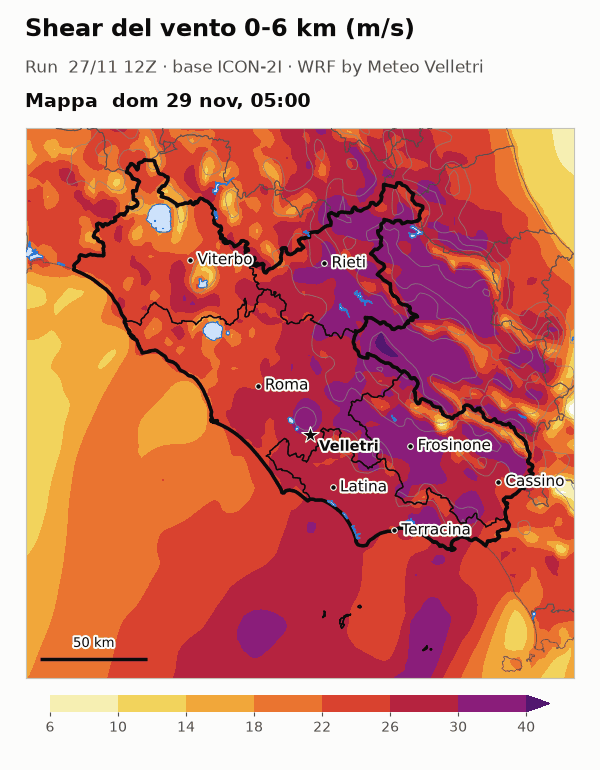 Shear del vento 0-6 km (m/s)
Run  27/11 12Z · base ICON-2I · WRF by Meteo Velletri
Mappa  dom 29 nov, 05:00
Viterbo
Rieti
Roma
Velletri
Frosinone
Latina
Cassino
Terracina
50 km
6 10 14 18 22 26 30 40